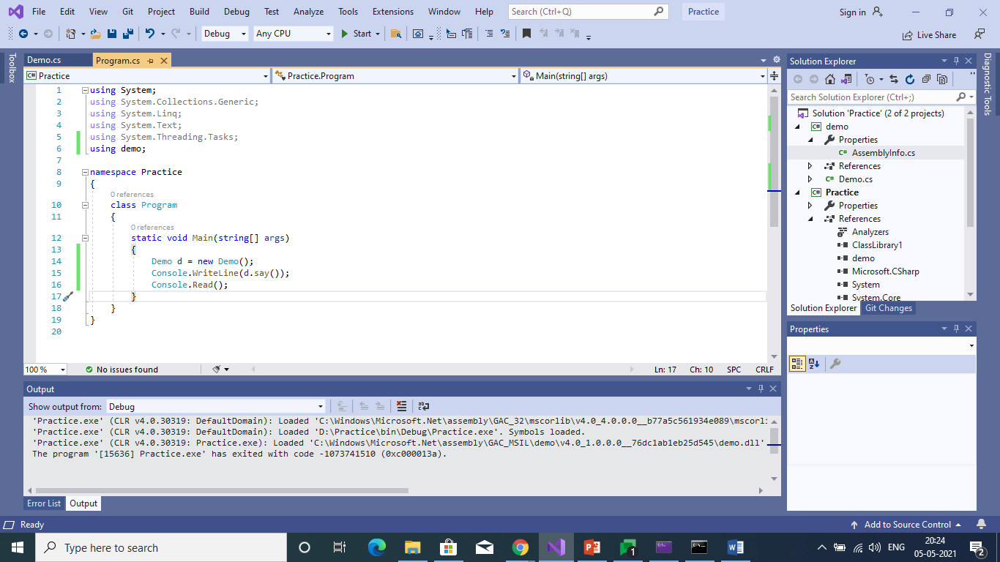 File Edit View Git Project Build Debug Test Analyze Tools Extensions Window Help Search (Ctrl+Q) Practice Sign in
Debug Any CPU Start Live Share
Toolbox
Demo.cs Program.cs
Practice Practice.Program Main(string[] args)
1 using System;
2 using System.Collections.Generic;
3 using System.Linq;
4 using System.Text;
5 using System.Threading.Tasks;
6 using demo;
7
8 namespace Practice
9 {
0 references
10 class Program
11 {
0 references
12 static void Main(string[] args)
13 {
14 Demo d = new Demo();
15 Console.WriteLine(d.say());
16 Console.Read();
17 }
18 }
19 }
20
100 % No issues found Ln: 17 Ch: 10 SPC CRLF
Output
Show output from: Debug
'Practice.exe' (CLR v4.0.30319: DefaultDomain): Loaded 'C:\Windows\Microsoft.Net\assembly\GAC_32\mscorlib\v4.0_4.0.0.0__b77a5c561934e089\mscorli
'Practice.exe' (CLR v4.0.30319: DefaultDomain): Loaded 'D:\Practice\bin\Debug\Practice.exe'. Symbols loaded.
'Practice.exe' (CLR v4.0.30319: Practice.exe): Loaded 'C:\Windows\Microsoft.Net\assembly\GAC_MSIL\demo\v4.0_1.0.0.0__76dc1ab1eb25d545\demo.dll'
The program '[15636] Practice.exe' has exited with code -1073741510 (0xc000013a).
Error List Output
Solution Explorer
Search Solution Explorer (Ctrl+;)
Solution 'Practice' (2 of 2 projects)
demo
Properties
AssemblyInfo.cs
References
Demo.cs
Practice
Properties
References
Analyzers
ClassLibrary1
demo
Microsoft.CSharp
System
System.Core
Solution Explorer Git Changes
Properties
Diagnostic Tools
Ready Add to Source Control
Type here to search
1
ENG
20:24
05-05-2021
2